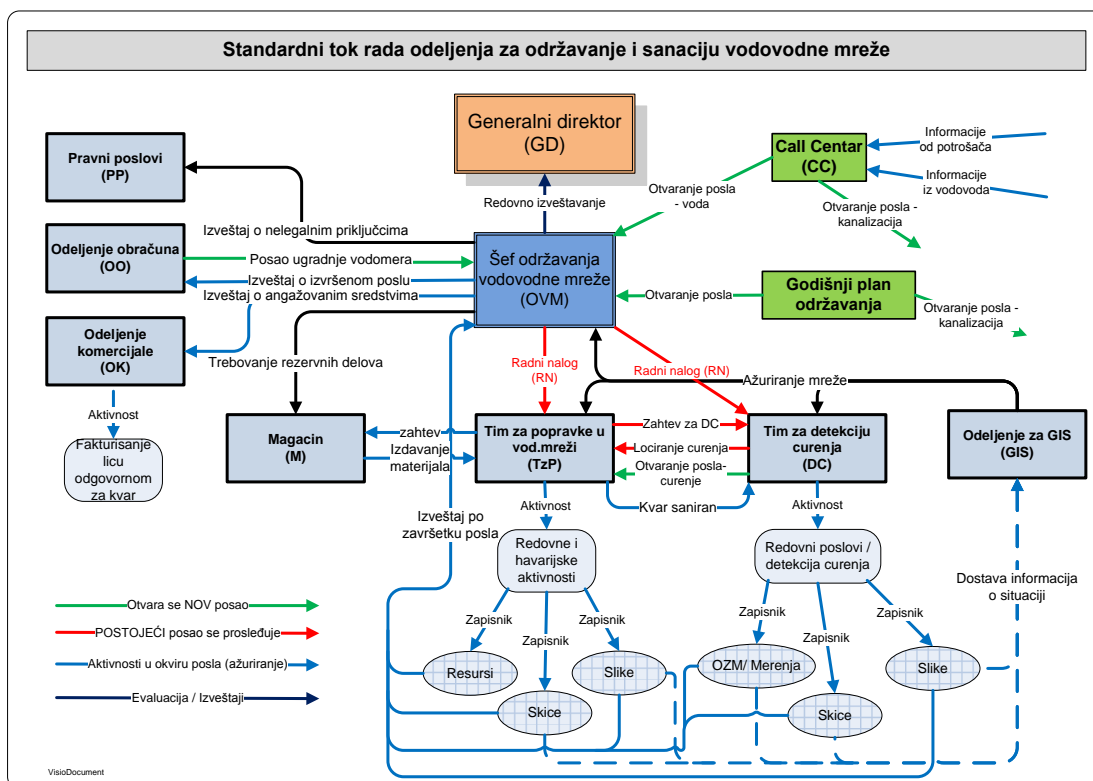 Standardni tok rada odeljenja za održavanje i sanaciju vodovodne mreže
Generalni direktor
(GD)
Pravni poslovi
(PP)
Call Centar
(CC)
Informacije
od potrošača
Informacije
iz vodovoda
Otvaranje posla
- voda
Otvaranje posla -
kanalizacija
Redovno izveštavanje
Izveštaj o nelegalnim priključcima
Odeljenje obračuna
(OO)
Posao ugradnje vodomera
Izveštaj o izvršenom poslu
Izveštaj o angažovanim sredstvima
Šef održavanja
vodovodne mreže
(OVM)
Otvaranje posla
Godišnji plan
održavanja
Otvaranje posla -
kanalizacija
Odeljenje
komercijale
(OK)
Trebovanje rezervnih delova
Radni nalog
(RN)
Radni nalog (RN)
Ažuriranje mreže
Aktivnost
Fakturisanje
licu
odgovornom
za kvar
Magacin
(M)
zahtev
Izdavanje
materijala
Tim za popravke u
vod.mreži
(TzP)
Zahtev za DC
Lociranje curenja
Otvaranje posla-
curenje
Kvar saniran
Tim za detekciju
curenja
(DC)
Odeljenje za GIS
(GIS)
Izveštaj po
završetku posla
Aktivnost
Aktivnost
Redovne i
havarijske
aktivnosti
Redovni poslovi /
detekcija curenja
Dostava informacija
o situaciji
Zapisnik
Zapisnik
Zapisnik
Zapisnik
Zapisnik
Zapisnik
Resursi
Skice
Slike
OZM/ Merenja
Skice
Slike
Otvara se NOV posao
POSTOJEĆI posao se prosleđuje
Aktivnosti u okviru posla (ažuriranje)
Evaluacija / Izveštaji
VisioDocument